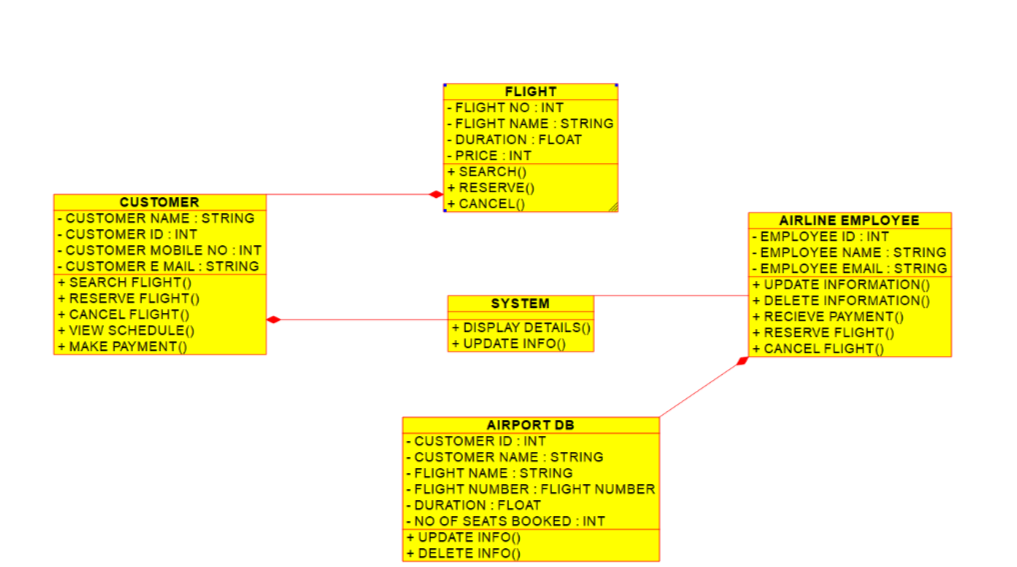 FLIGHT
- FLIGHT NO : INT
- FLIGHT NAME : STRING
- DURATION : FLOAT
- PRICE : INT
+ SEARCH()
+ RESERVE()
+ CANCEL()
CUSTOMER
- CUSTOMER NAME : STRING
- CUSTOMER ID : INT
- CUSTOMER MOBILE NO : INT
- CUSTOMER E MAIL : STRING
+ SEARCH FLIGHT()
+ RESERVE FLIGHT()
+ CANCEL FLIGHT()
+ VIEW SCHEDULE()
+ MAKE PAYMENT()
SYSTEM
+ DISPLAY DETAILS()
+ UPDATE INFO()
AIRLINE EMPLOYEE
- EMPLOYEE ID : INT
- EMPLOYEE NAME : STRING
- EMPLOYEE EMAIL : STRING
+ UPDATE INFORMATION()
+ DELETE INFORMATION()
+ RECIEVE PAYMENT()
+ RESERVE FLIGHT()
+ CANCEL FLIGHT()
AIRPORT DB
- CUSTOMER ID : INT
- CUSTOMER NAME : STRING
- FLIGHT NAME : STRING
- FLIGHT NUMBER : FLIGHT NUMBER
- DURATION : FLOAT
- NO OF SEATS BOOKED : INT
+ UPDATE INFO()
+ DELETE INFO()